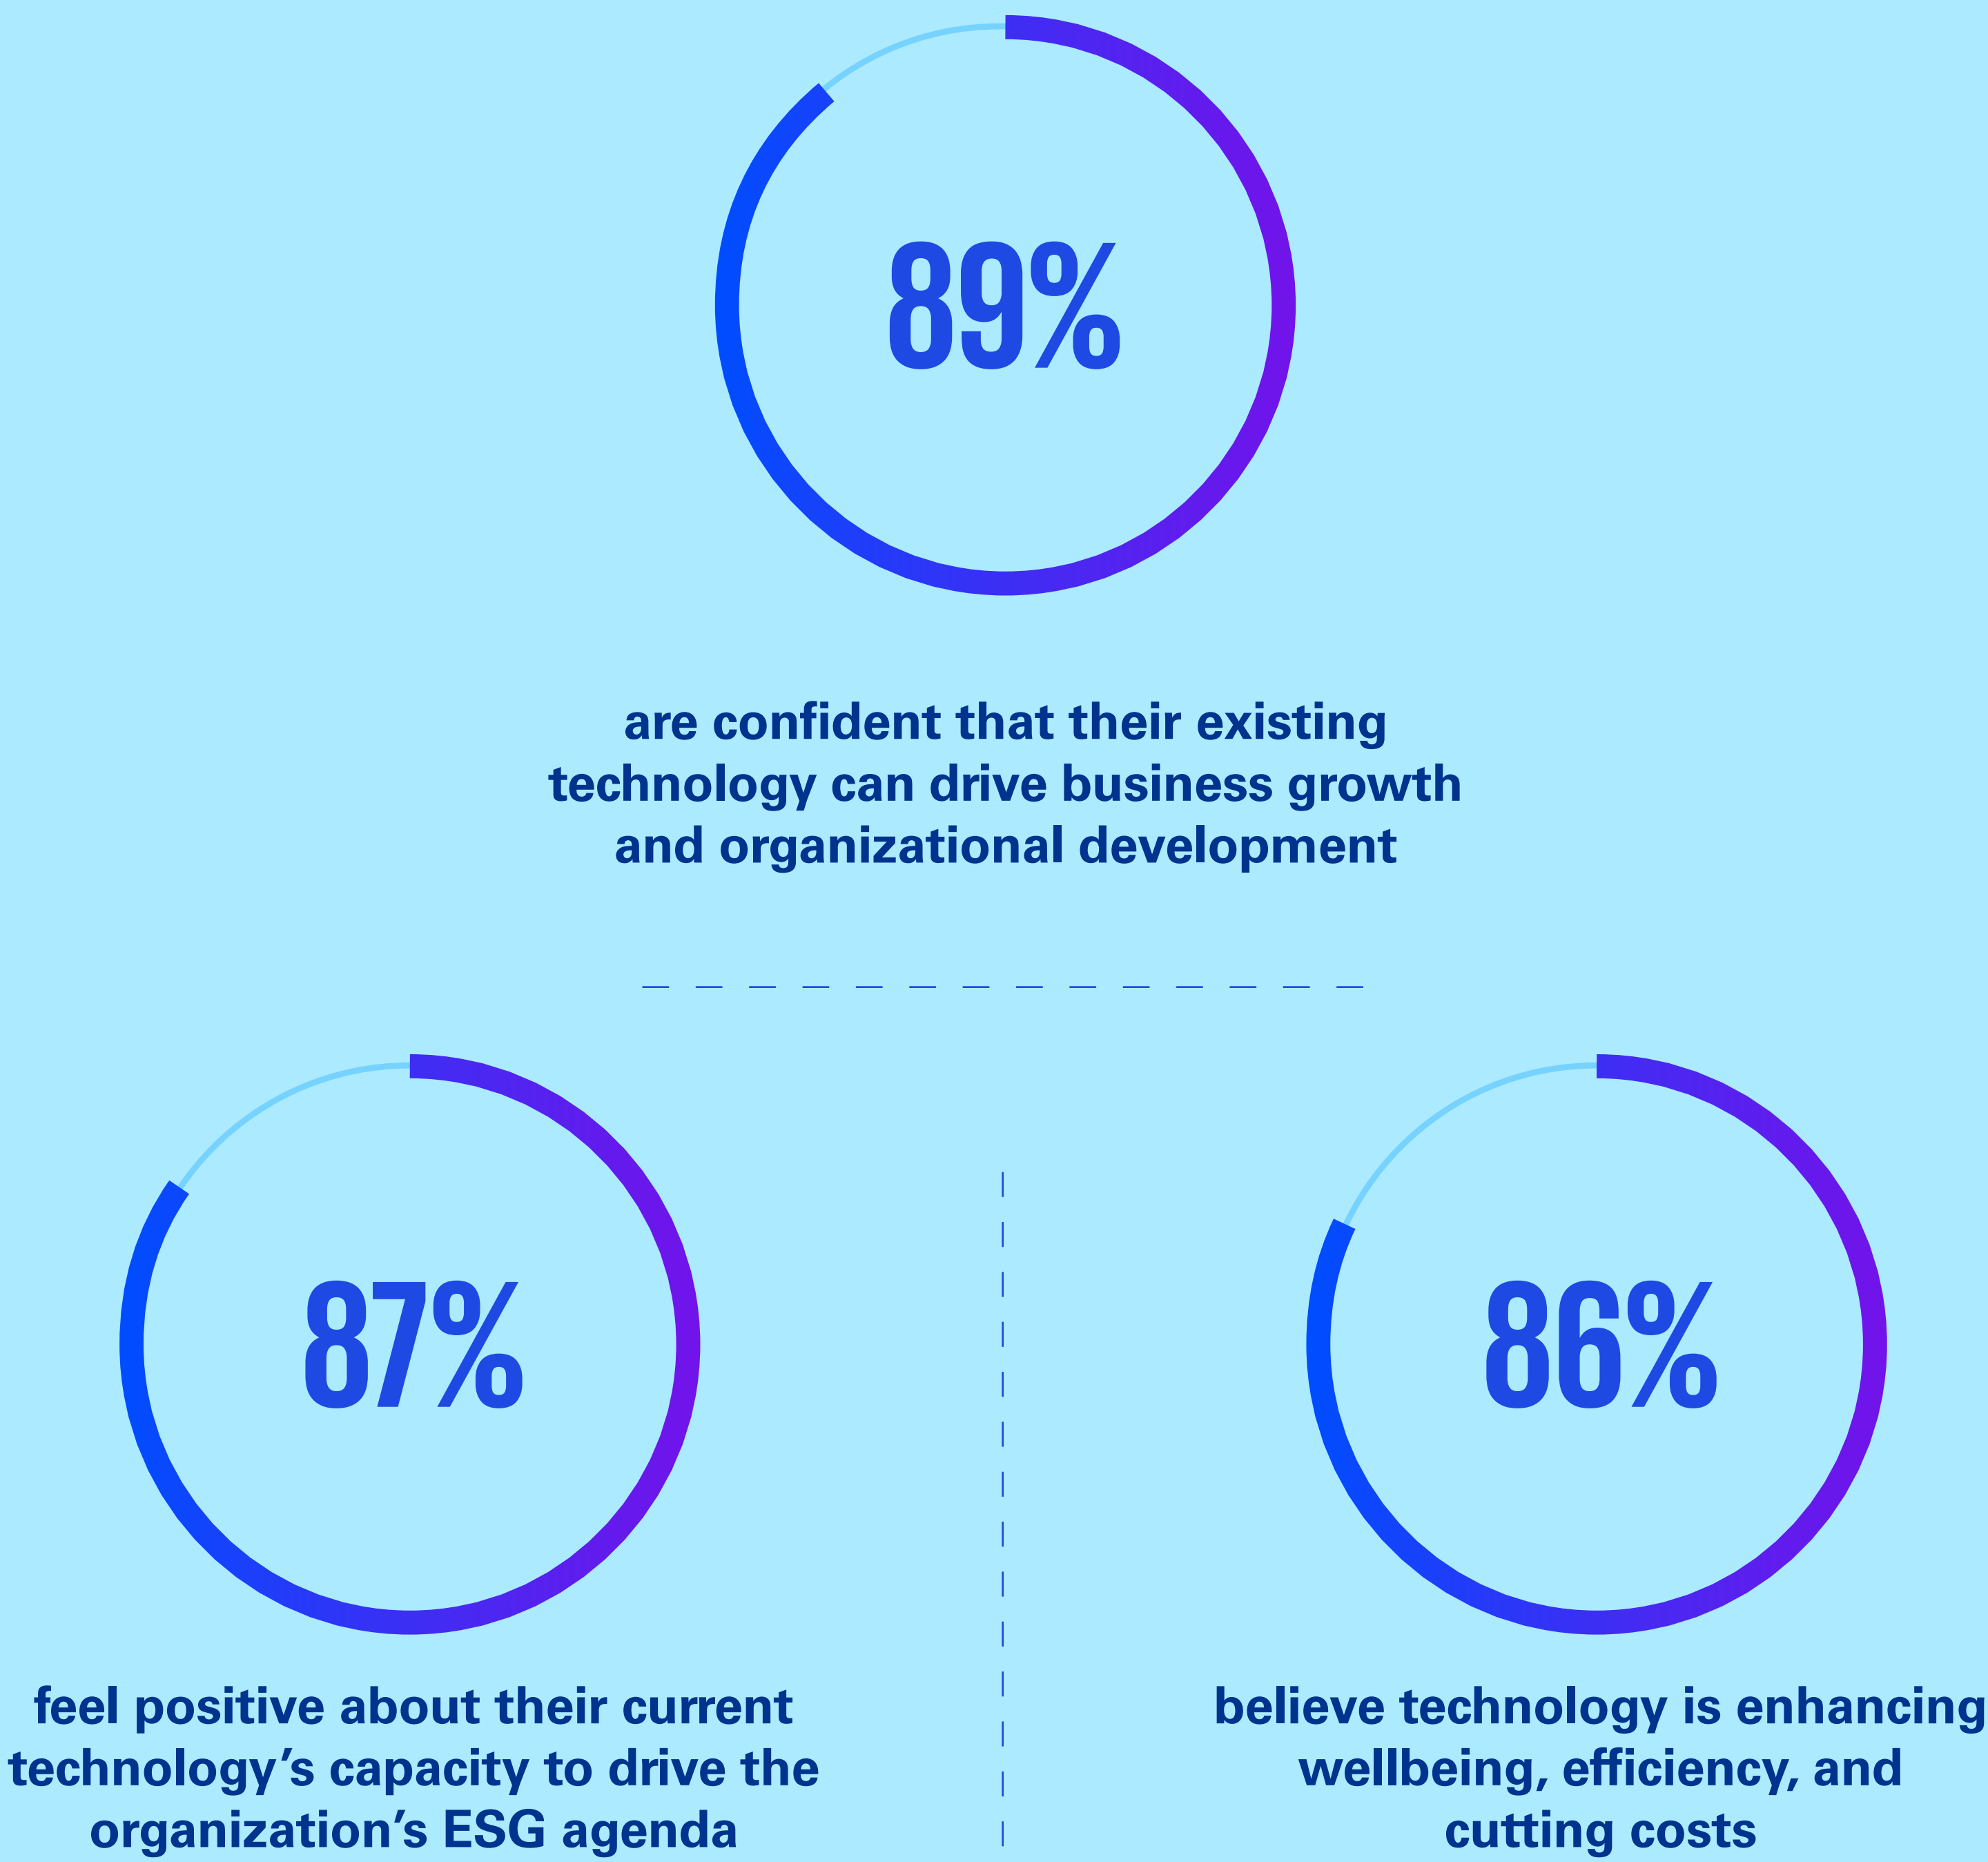 89%
are confident that their existing
technology can drive business growth
and organizational development
87%
feel positive about their current
technology’s capacity to drive the
organization’s ESG agenda
86%
believe technology is enhancing
wellbeing, efficiency, and
cutting costs